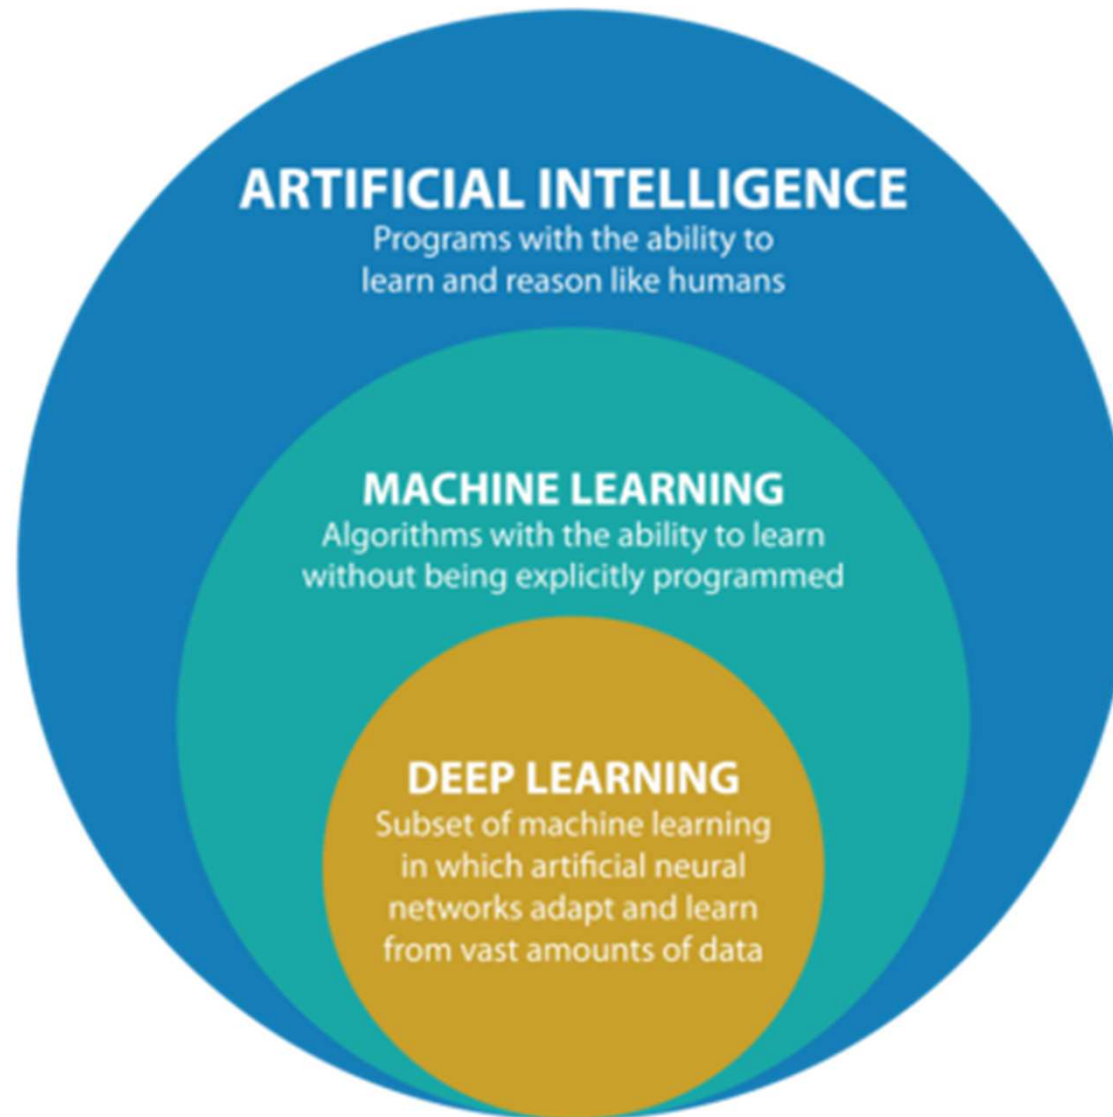 ARTIFICIAL INTELLIGENCE
Programs with the ability to
learn and reason like humans
MACHINE LEARNING
Algorithms with the ability to learn
without being explicitly programmed
DEEP LEARNING
Subset of machine learning
in which artificial neural
networks adapt and learn
from vast amounts of data